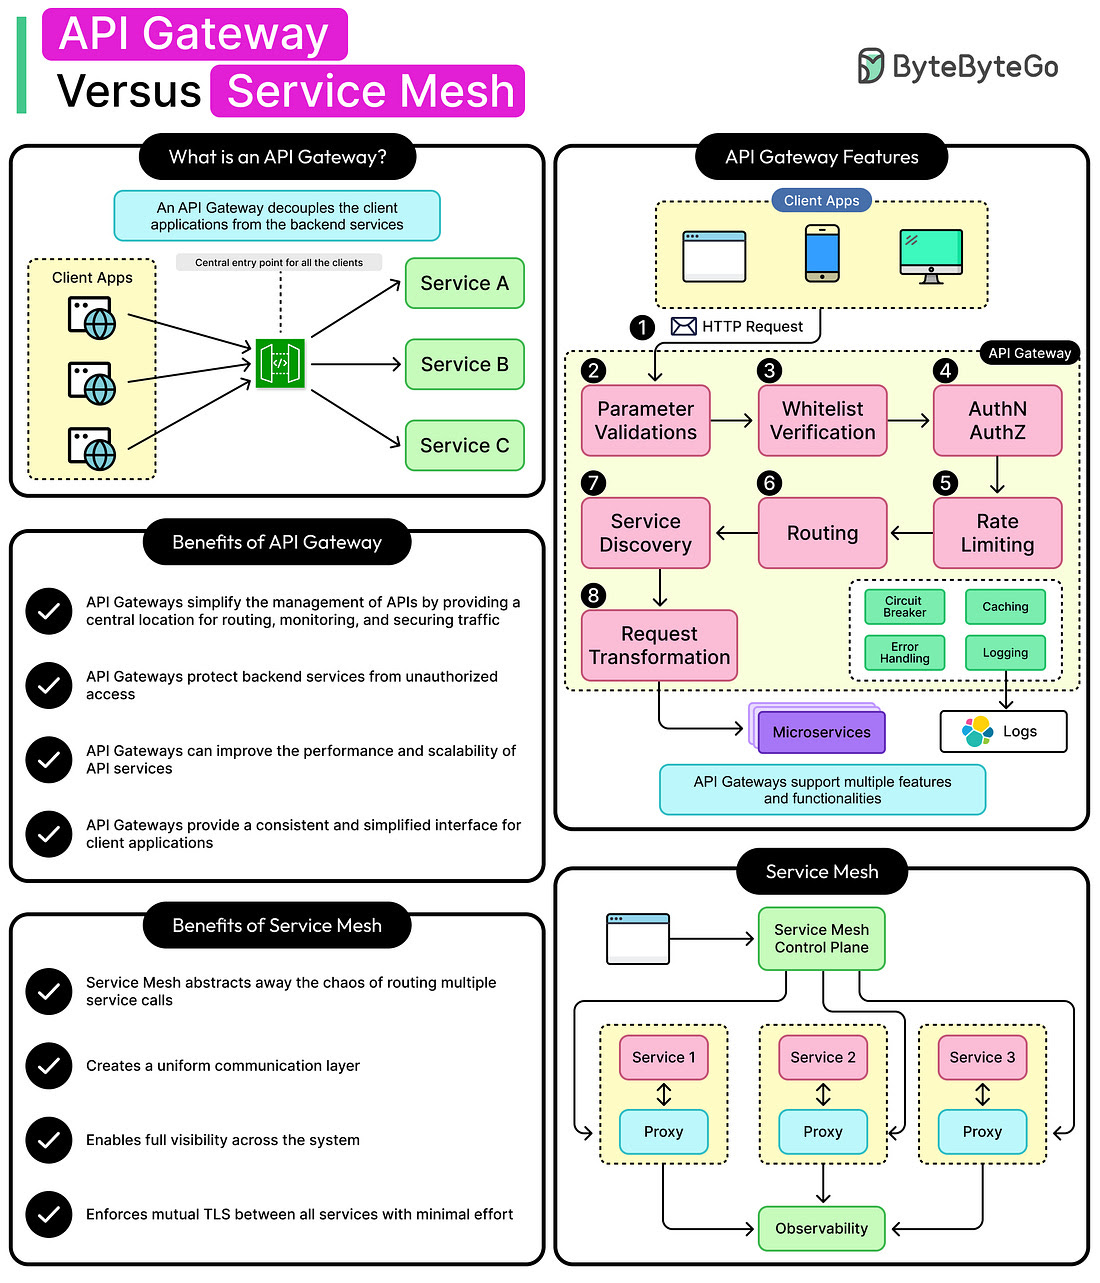 API Gateway
Versus Service Mesh
ByteByteGo
What is an API Gateway?
An API Gateway decouples the client
applications from the backend services
Central entry point for all the clients
Client Apps
Service A
Service B
Service C
Benefits of API Gateway
API Gateways simplify the management of APIs by providing a
central location for routing, monitoring, and securing traffic
API Gateways protect backend services from unauthorized
access
API Gateways can improve the performance and scalability of
API services
API Gateways provide a consistent and simplified interface for
client applications
Benefits of Service Mesh
Service Mesh abstracts away the chaos of routing multiple
service calls
Creates a uniform communication layer
Enables full visibility across the system
Enforces mutual TLS between all services with minimal effort
API Gateway Features
Client Apps
1 HTTP Request
API Gateway
2
Parameter
Validations
3
Whitelist
Verification
4
AuthN
AuthZ
5
Rate
Limiting
6
Routing
7
Service
Discovery
8
Request
Transformation
Circuit
Breaker
Caching
Error
Handling
Logging
Microservices
Logs
API Gateways support multiple features
and functionalities
Service Mesh
Service Mesh
Control Plane
Service 1
Service 2
Service 3
Proxy
Proxy
Proxy
Observability